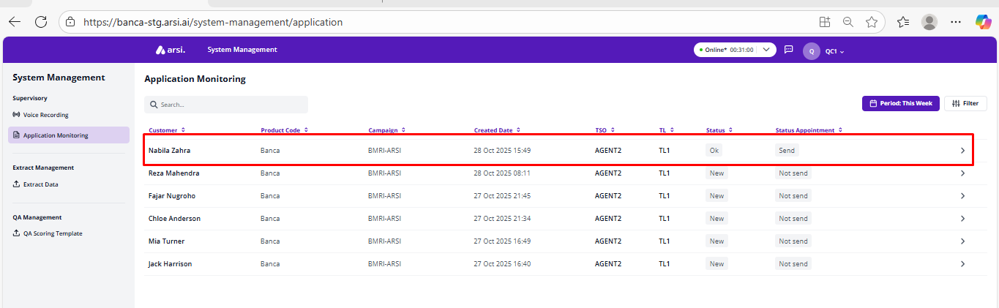 https://banca-stg.arsi.ai/system-management/application
arsi. System Management Online* 00:31:00 Q QC1
System Management Application Monitoring
Supervisory
Search...
Period: This Week Filter
Voice Recording
Application Monitoring
Customer Product Code Campaign Created Date TSO TL Status Status Appointment
Nabila Zahra Banca BMRI-ARSI 28 Oct 2025 15:49 AGENT2 TL1 Ok Send
Extract Management
Reza Mahendra Banca BMRI-ARSI 28 Oct 2025 08:11 AGENT2 TL1 New Not send
Extract Data
Fajar Nugroho Banca BMRI-ARSI 27 Oct 2025 21:45 AGENT2 TL1 New Not send
QA Management
Chloe Anderson Banca BMRI-ARSI 27 Oct 2025 21:34 AGENT2 TL1 New Not send
QA Scoring Template
Mia Turner Banca BMRI-ARSI 27 Oct 2025 16:49 AGENT2 TL1 New Not send
Jack Harrison Banca BMRI-ARSI 27 Oct 2025 16:40 AGENT2 TL1 New Not send